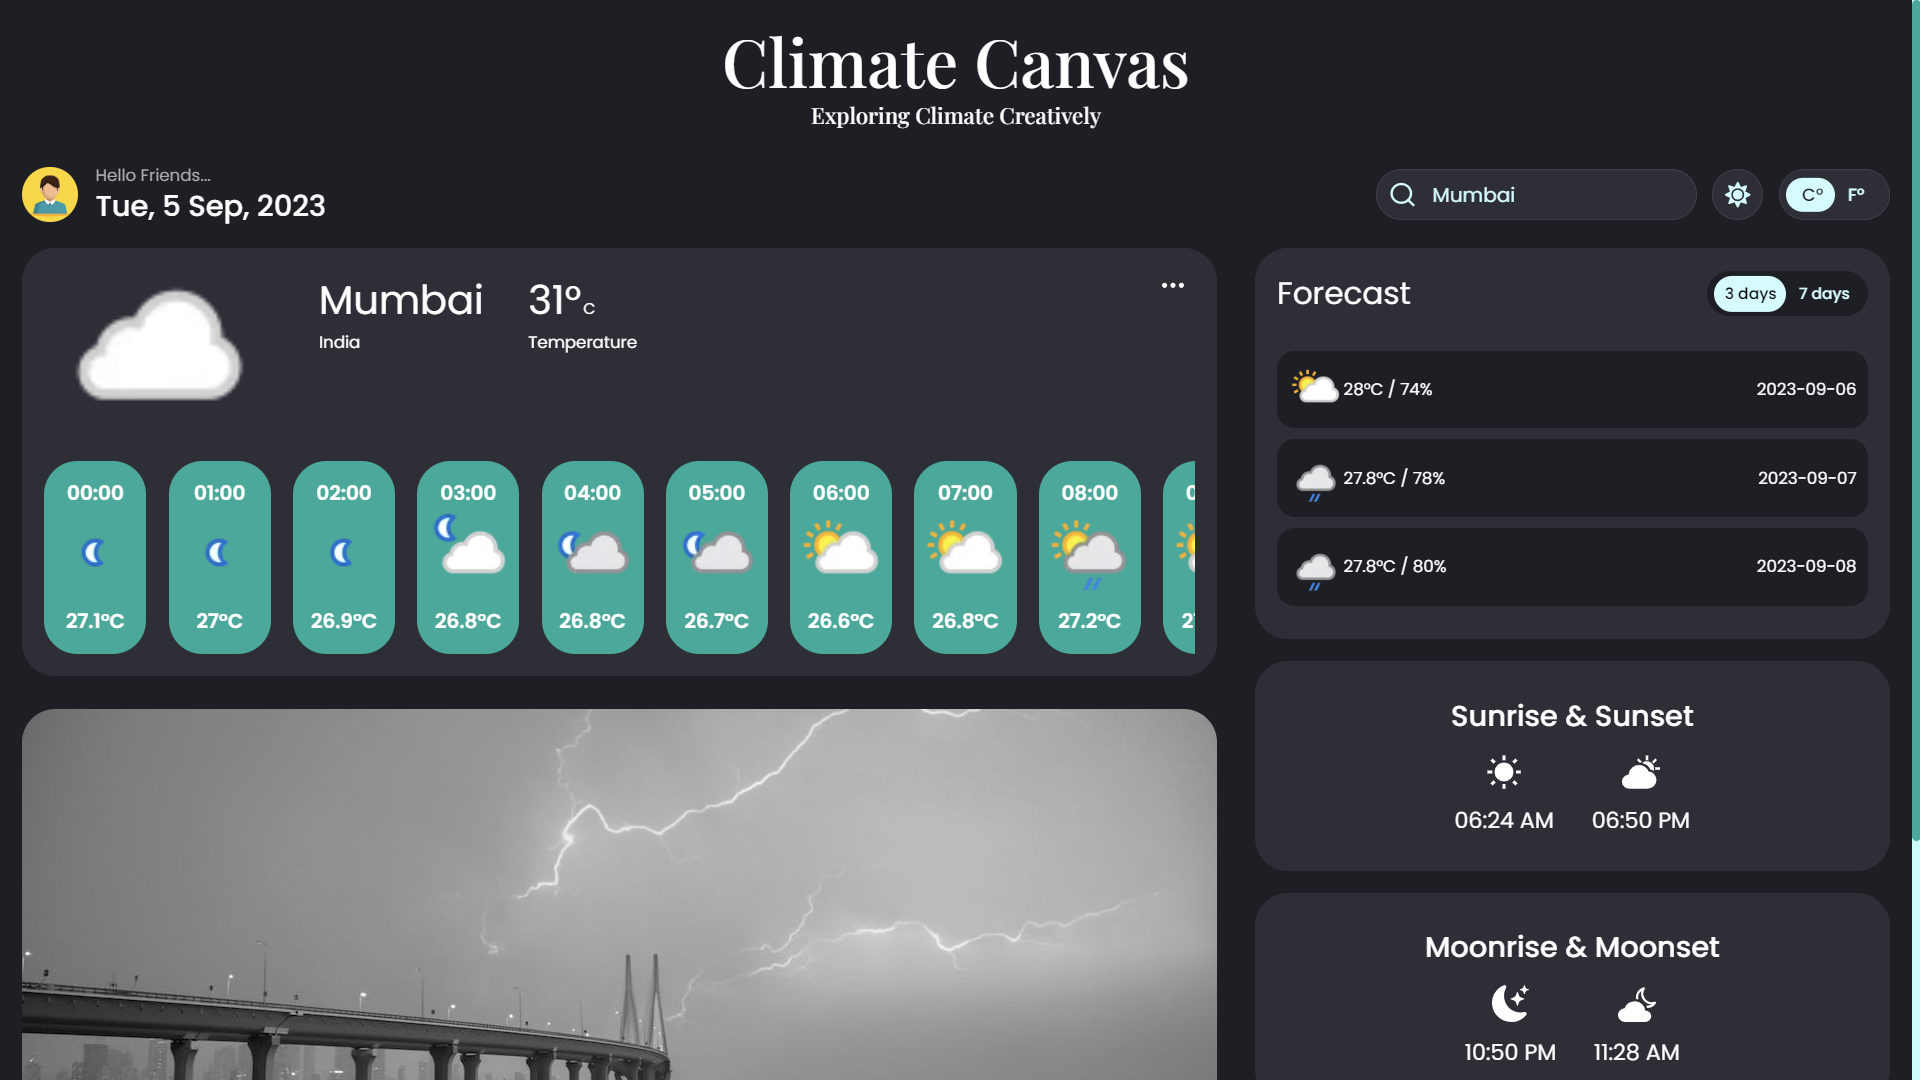 Climate Canvas
Exploring Climate Creatively
Hello Friends...
Tue, 5 Sep, 2023
Mumbai
C°
F°
Mumbai
31°c
India
Temperature
00:00
01:00
02:00
03:00
04:00
05:00
06:00
07:00
08:00
27.1°C
27°C
26.9°C
26.8°C
26.8°C
26.7°C
26.6°C
26.8°C
27.2°C
Forecast
3 days
7 days
28°C / 74%
2023-09-06
27.8°C / 78%
2023-09-07
27.8°C / 80%
2023-09-08
Sunrise & Sunset
06:24 AM
06:50 PM
Moonrise & Moonset
10:50 PM
11:28 AM